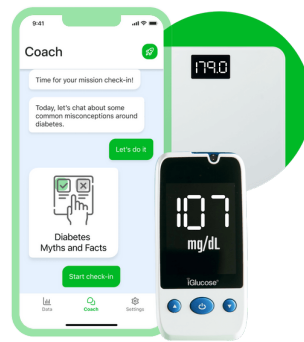 9:41
Coach
Time for your mission check-in!
Today, let's chat about some
common misconceptions around
diabetes.
Let's do it
Diabetes
Myths and Facts
Start check-in
Data
Coach
Settings
179.0
107
mg/dL
iGlucose®